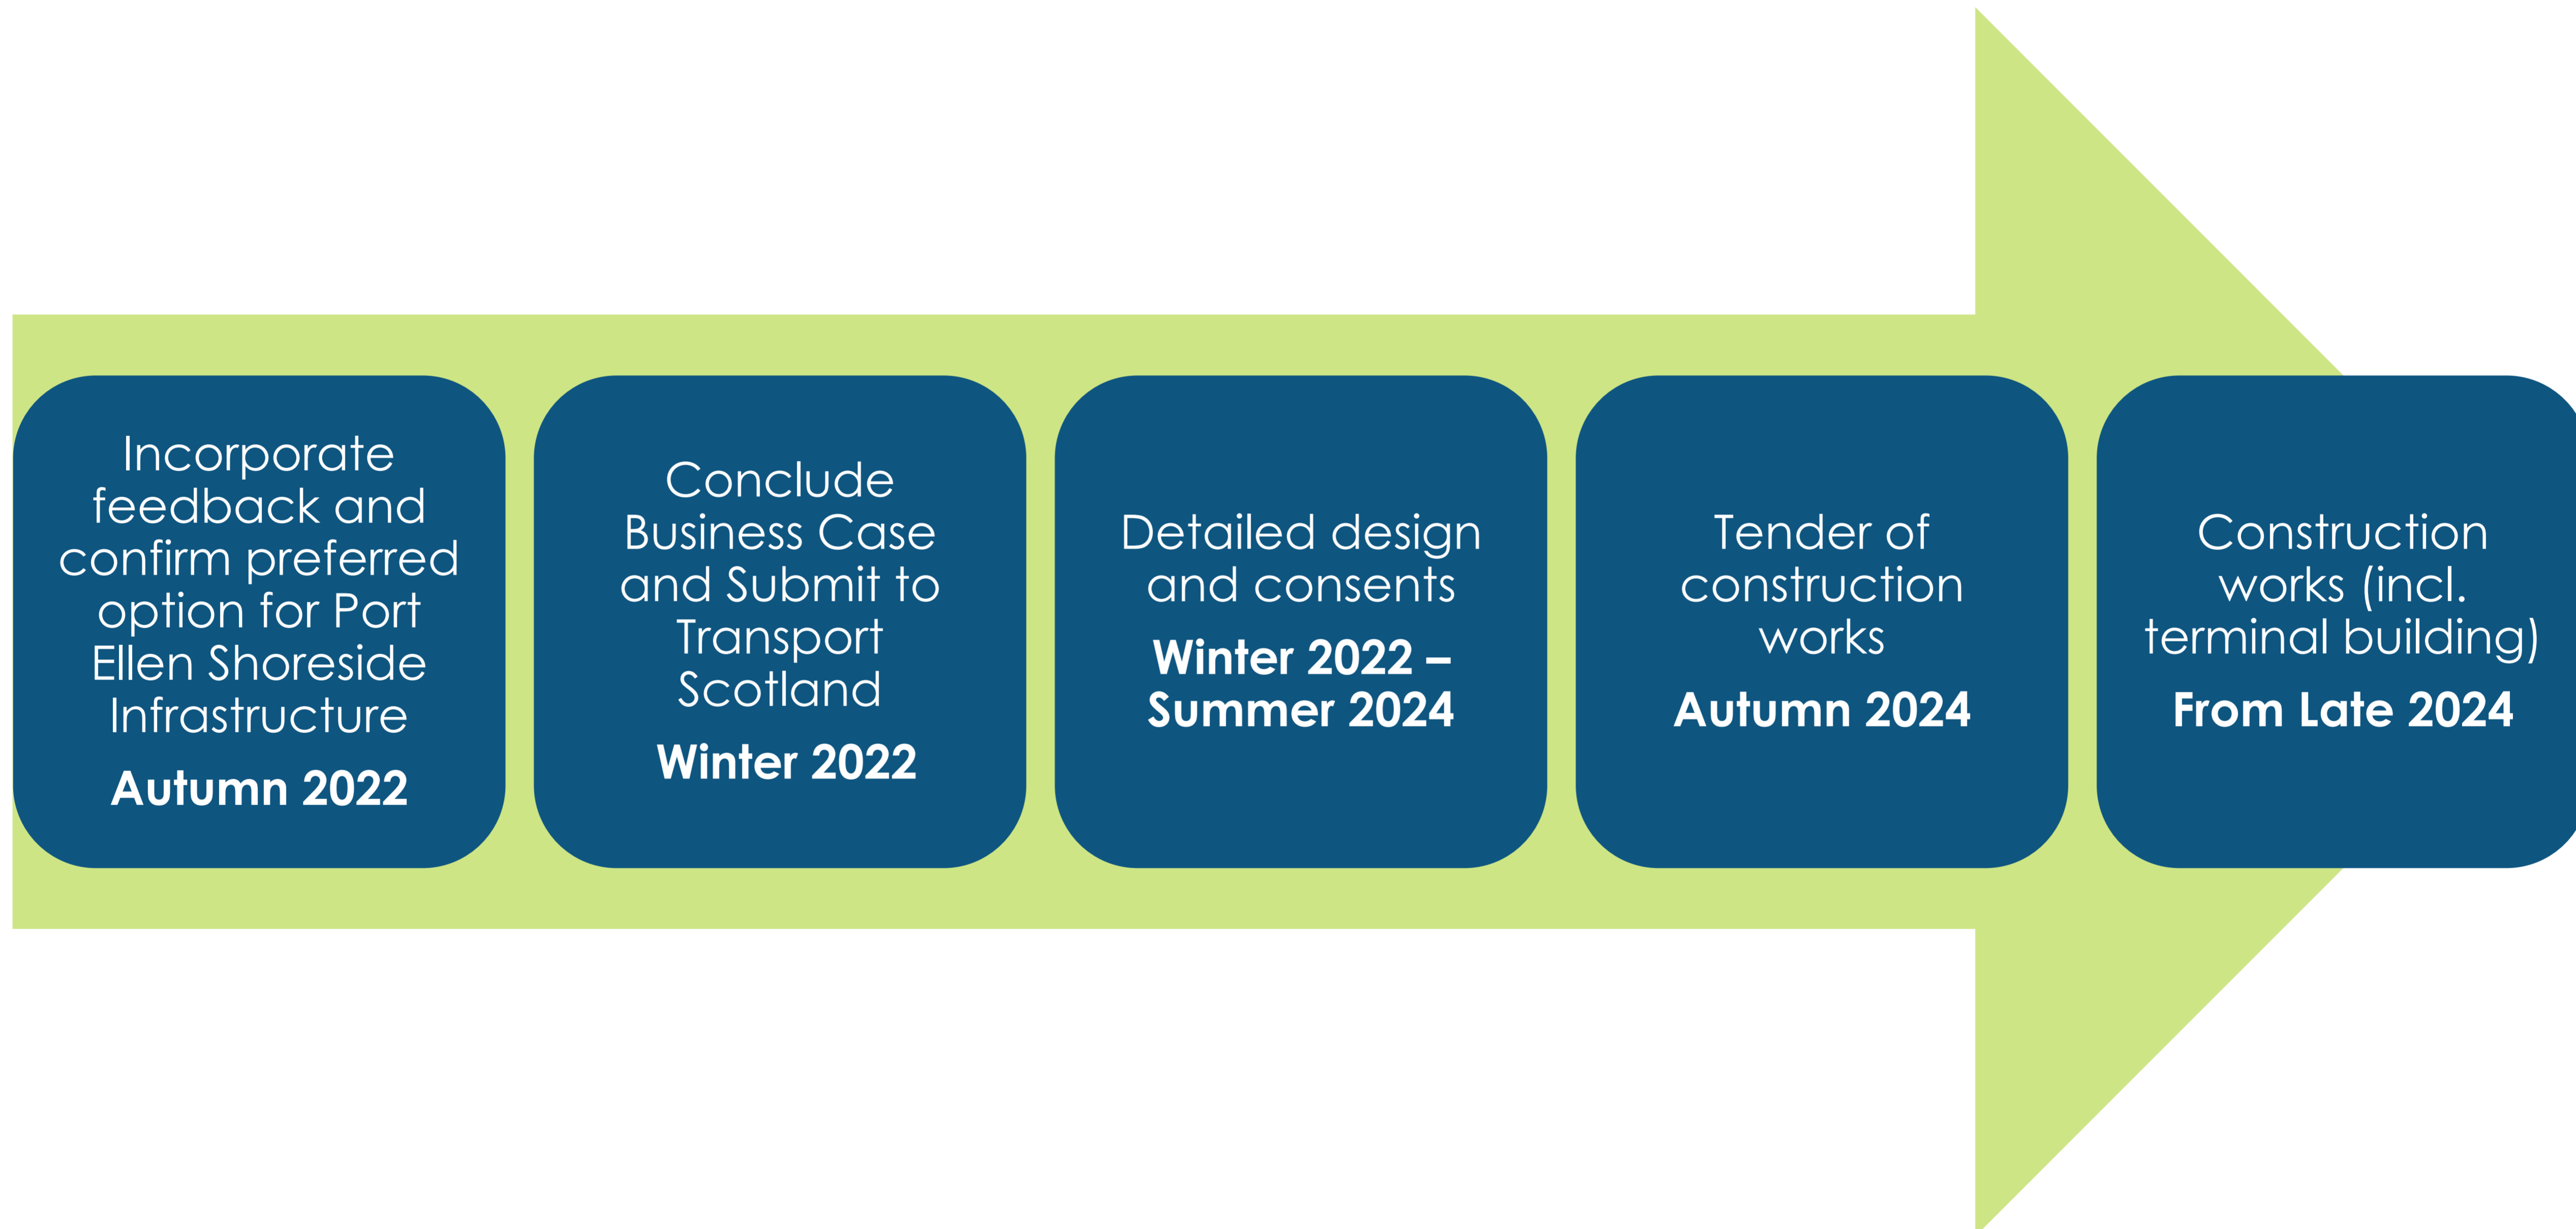 Incorporate
feedback and
confirm preferred
option for Port
Ellen Shoreside
Infrastructure
Autumn 2022
Conclude
Business Case
and Submit to
Transport
Scotland
Winter 2022
Detailed design
and consents
Winter 2022 –
Summer 2024
Tender of
construction
works
Autumn 2024
Construction
works (incl.
terminal building)
From Late 2024